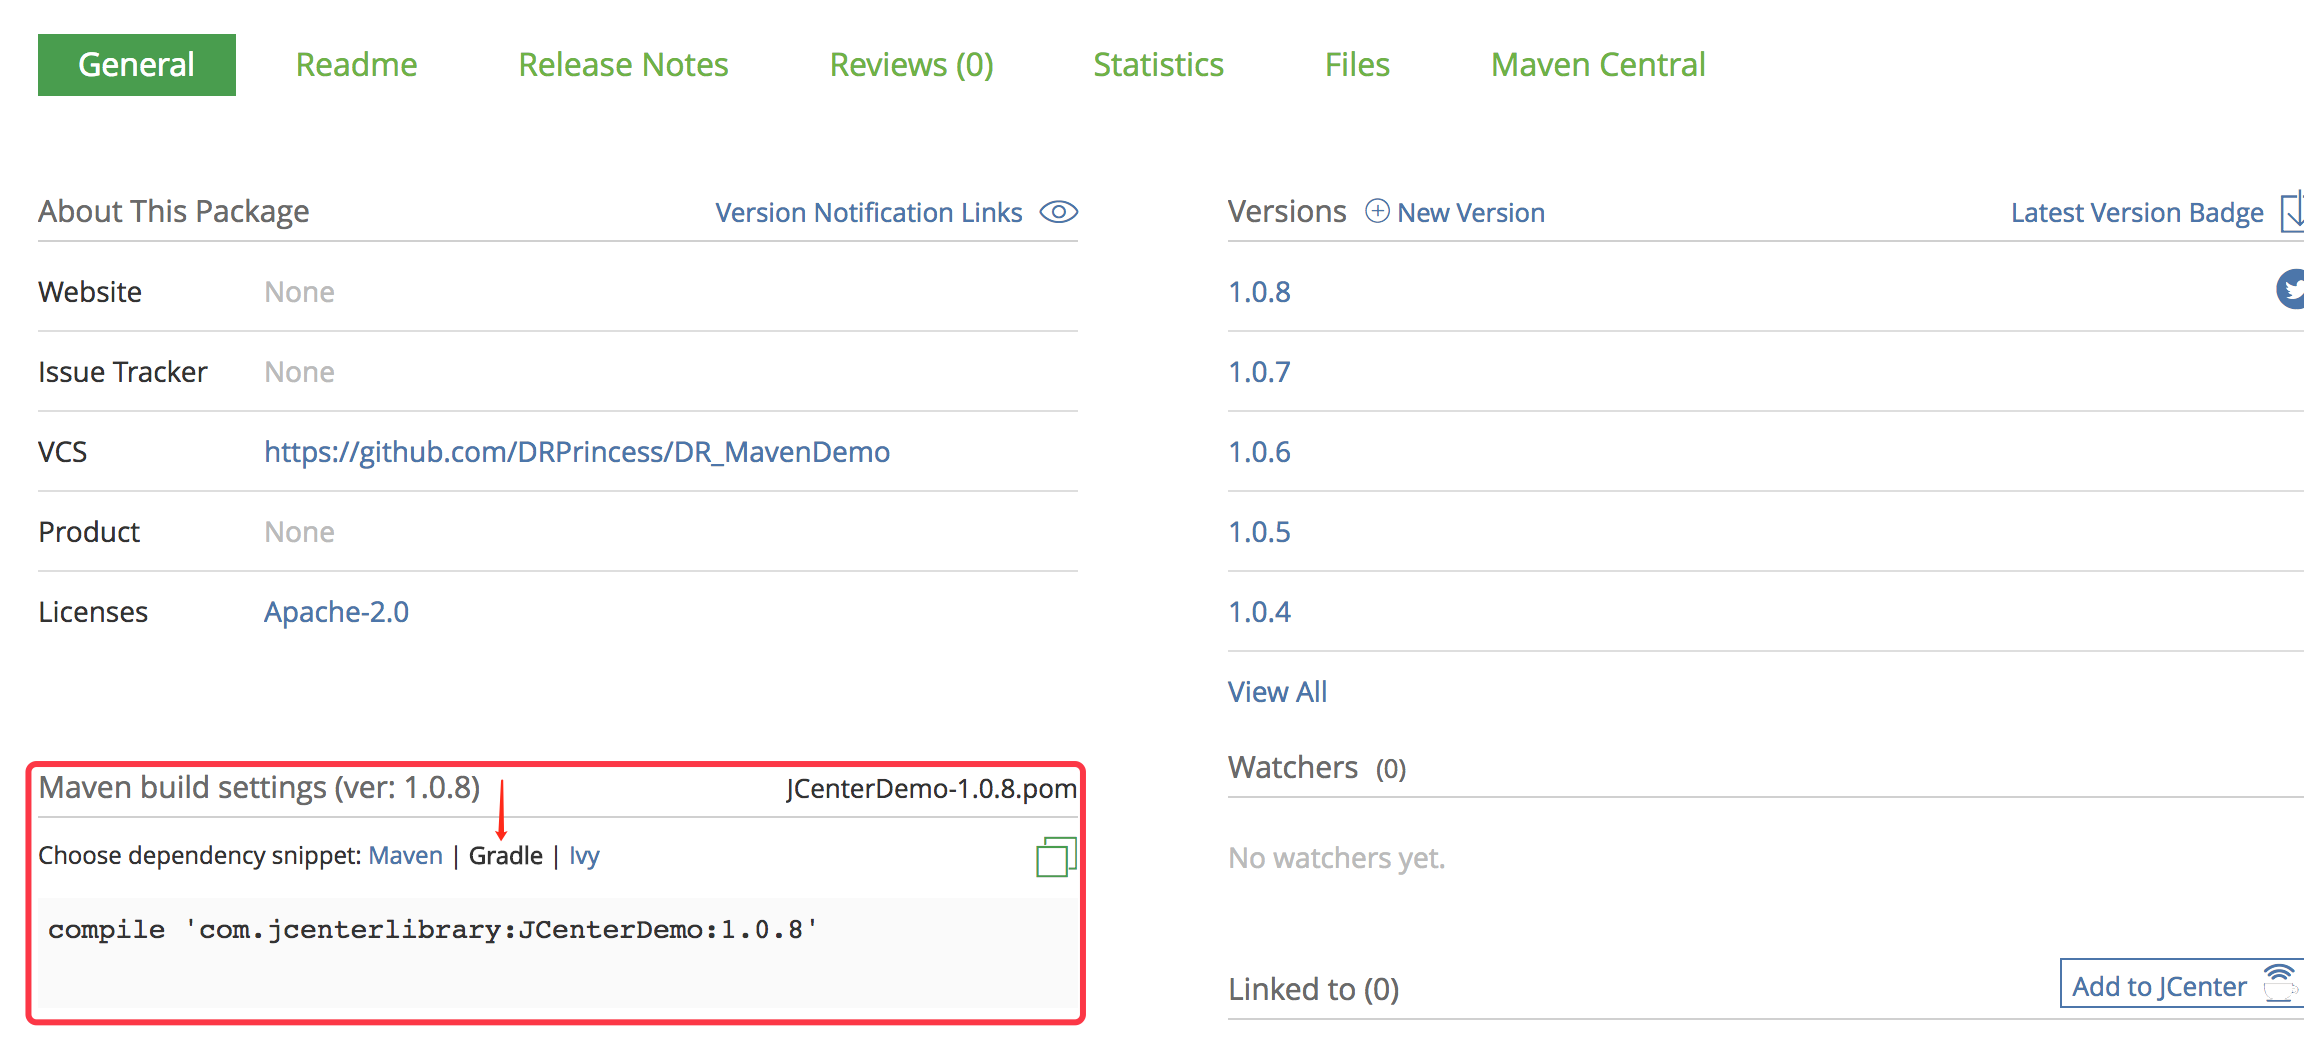 General Readme Release Notes Reviews (0) Statistics Files Maven Central
About This Package Version Notification Links
Website None
Issue Tracker None
VCS https://github.com/DRPrincess/DR_MavenDemo
Product None
Licenses Apache-2.0
Maven build settings (ver: 1.0.8) JCenterDemo-1.0.8.pom
Choose dependency snippet: Maven | Gradle | Ivy
compile 'com.jcenterlibrary:JCenterDemo:1.0.8'
Versions New Version Latest Version Badge
1.0.8
1.0.7
1.0.6
1.0.5
1.0.4
View All
Watchers (0)
No watchers yet.
Linked to (0) Add to JCenter